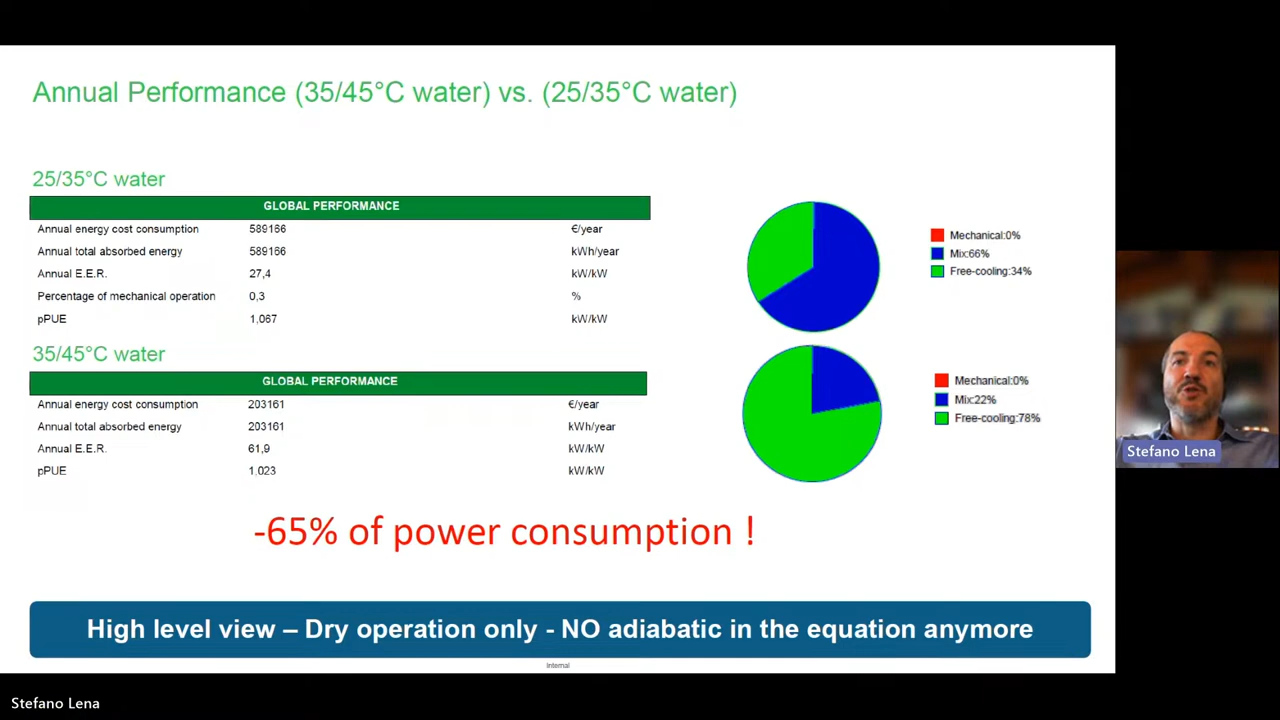 Annual Performance (35/45°C water) vs. (25/35°C water)
25/35°C water
GLOBAL PERFORMANCE
Annual energy cost consumption 589166 €/year
Annual total absorbed energy 589166 kWh/year
Annual E.E.R. 27,4 kW/kW
Percentage of mechanical operation 0,3 %
pPUE 1,067 kW/kW
Mechanical:0%
Mix:66%
Free-cooling:34%
35/45°C water
GLOBAL PERFORMANCE
Annual energy cost consumption 203161 €/year
Annual total absorbed energy 203161 kWh/year
Annual E.E.R. 61,9 kW/kW
pPUE 1,023 kW/kW
Mechanical:0%
Mix:22%
Free-cooling:78%
-65% of power consumption !
High level view – Dry operation only - NO adiabatic in the equation anymore
Internal
Stefano Lena
Stefano Lena